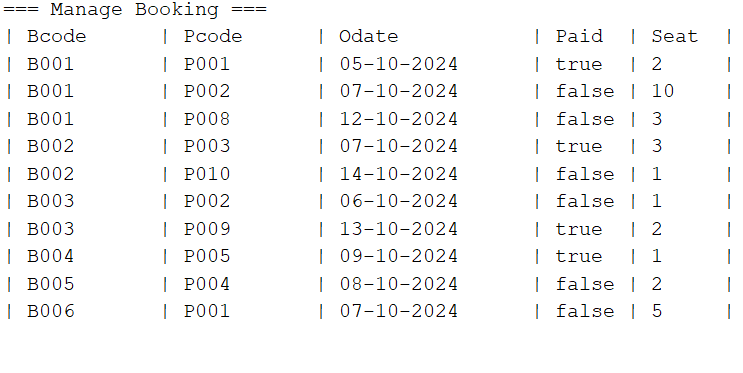 === Manage Booking ===
| Bcode | Pcode | Odate | Paid | Seat |
| B001 | P001 | 05-10-2024 | true | 2 |
| B001 | P002 | 07-10-2024 | false | 10 |
| B001 | P008 | 12-10-2024 | false | 3 |
| B002 | P003 | 07-10-2024 | true | 3 |
| B002 | P010 | 14-10-2024 | false | 1 |
| B003 | P002 | 06-10-2024 | false | 1 |
| B003 | P009 | 13-10-2024 | true | 2 |
| B004 | P005 | 09-10-2024 | true | 1 |
| B005 | P004 | 08-10-2024 | false | 2 |
| B006 | P001 | 07-10-2024 | false | 5 |